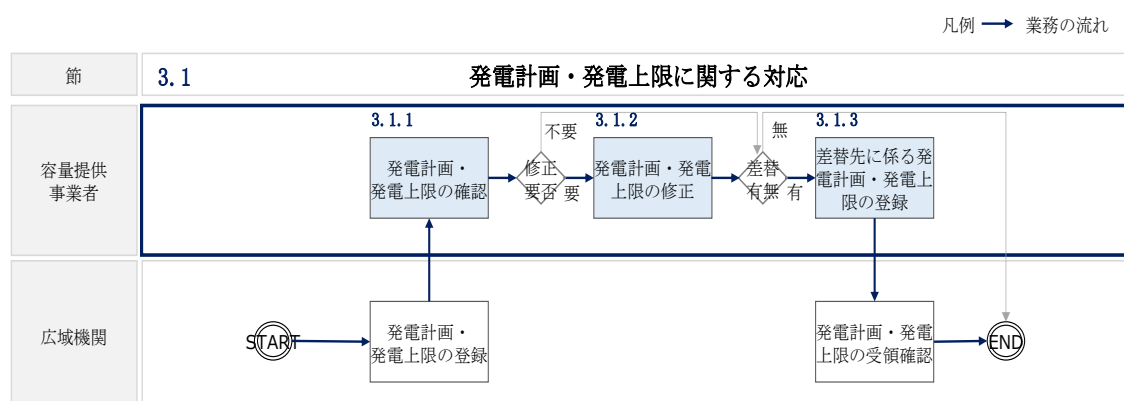 凡例 業務の流れ
節
3.1
発電計画・発電上限に関する対応
容量提供
事業者
3.1.1
発電計画・
発電上限の確認
不要
修正
要否
要
3.1.2
発電計画・発電
上限の修正
無
差替
有無
有
3.1.3
差替先に係る発
電計画・発電上
限の登録
広域機関
START
発電計画・
発電上限の登録
発電計画・発電
上限の受領確認
END